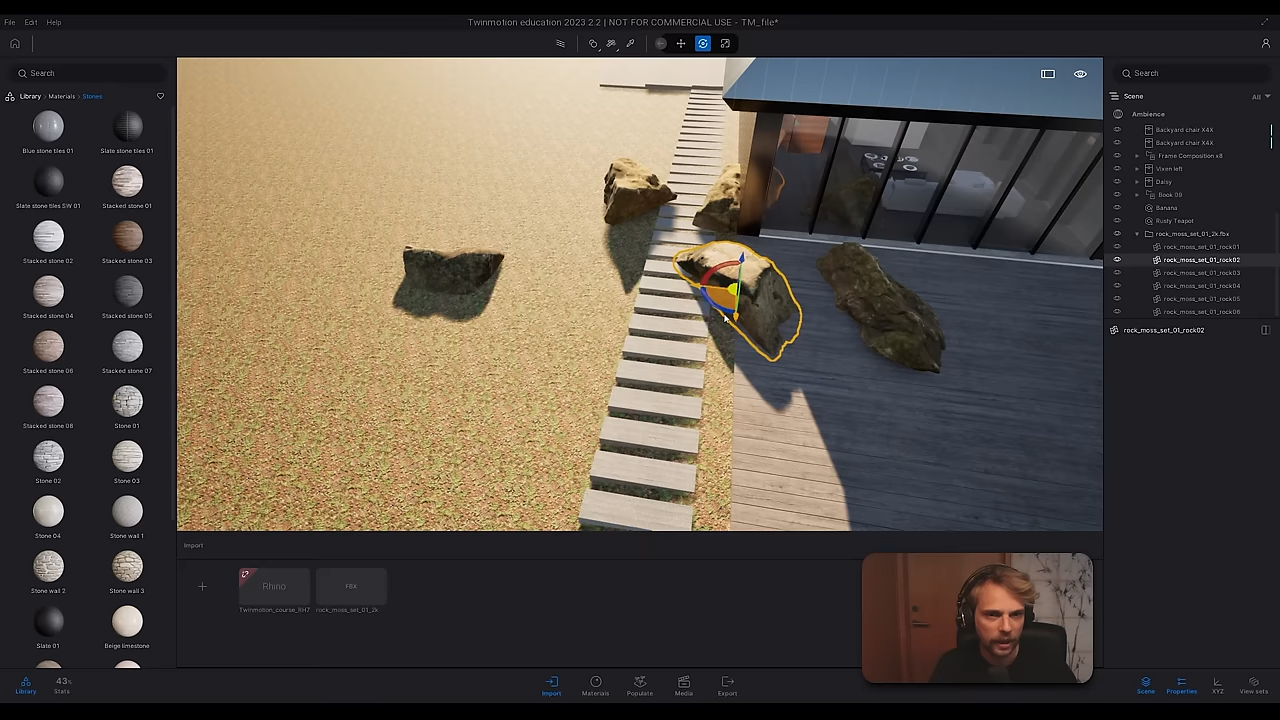 File Edit Help
Twinmotion education 2023.2.2 | NOT FOR COMMERCIAL USE - TM_file*
Search
Library > Materials > Stones
Blue stone tiles 01
Slate stone tiles 01
Slate stone tiles SW 01
Stacked stone 01
Stacked stone 02
Stacked stone 03
Stacked stone 04
Stacked stone 05
Stacked stone 06
Stacked stone 07
Stacked stone 08
Stone 01
Stone 02
Stone 03
Stone 04
Stone wall 1
Stone wall 2
Stone wall 3
Slate 01
Beige limestone
Library
43%
Stats
Import
Rhino
Twinmotion_course_RH7
FBX
rock_moss_set_01_2k
Import
Materials
Populate
Media
Export
Search
Scene
All
Ambience
Backyard chair X4X
Backyard chair X4X
Frame Composition x8
Vixen left
Daisy
Book 09
Banana
Rusty Teapot
rock_moss_set_01_2k.fbx
rock_moss_set_01_rock01
rock_moss_set_01_rock02
rock_moss_set_01_rock03
rock_moss_set_01_rock04
rock_moss_set_01_rock05
rock_moss_set_01_rock06
rock_moss_set_01_rock02
Scene
Properties
XYZ
View sets